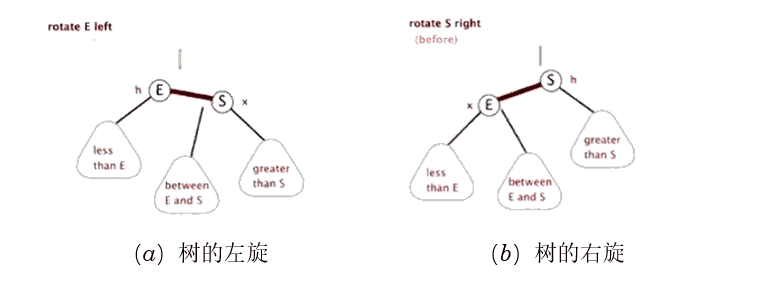 rotate E left
h
E
S
x
less
than E
between
E and S
greater
than S
(a) 树的左旋
rotate S right
(before)
S
h
x
E
less
than E
between
E and S
greater
than S
(b) 树的右旋